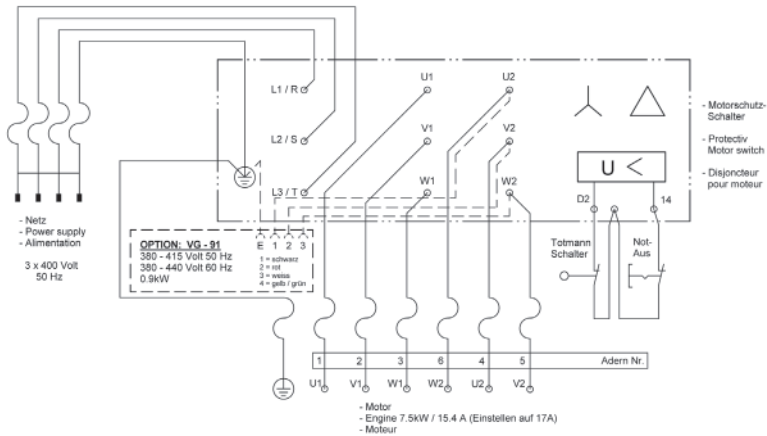 L1 / R
L2 / S
L3 / T
U1
V1
W1
U2
V2
W2
U <
D2
14
- Motorschutz-
Schalter
- Protectiv
Motor switch
- Disjoncteur
pour moteur
- Netz
- Power supply
- Alimentation
3 x 400 Volt
50 Hz
OPTION: VG - 91
380 - 415 Volt 50 Hz
380 - 440 Volt 60 Hz
0.9kW
E 1 2 3
1 = schwarz
2 = rot
3 = weiss
4 = gelb / grün
Totmann
Schalter
Not-
Aus
1 2 3 6 4 5 Adern Nr.
U1 V1 W1 W2 U2 V2
- Motor
- Engine 7.5kW / 15.4 A (Einstellen auf 17A)
- Moteur